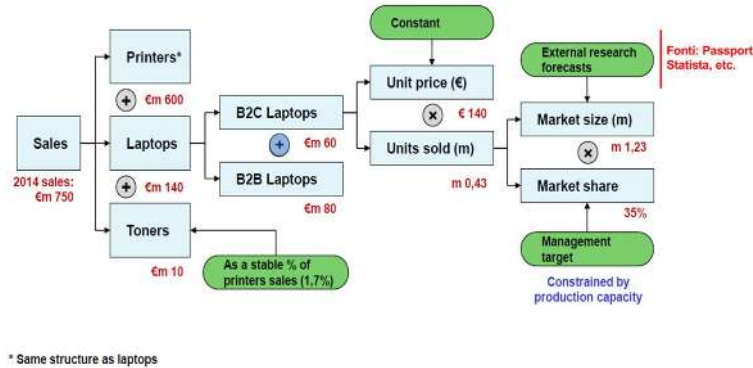 Constant
Printers*
External research
forecasts
Fonti: Passport
Statista, etc.
Unit price (€)
€m 600
B2C Laptops
€ 140
Market size (m)
Sales
Laptops
€m 60
Units sold (m)
m 1,23
2014 sales:
€m 750
€m 140
B2B Laptops
m 0,43
Market share
€m 80
35%
Toners
€m 10
As a stable % of
printers sales (1,7%)
Management
target
Constrained by
production capacity
* Same structure as laptops